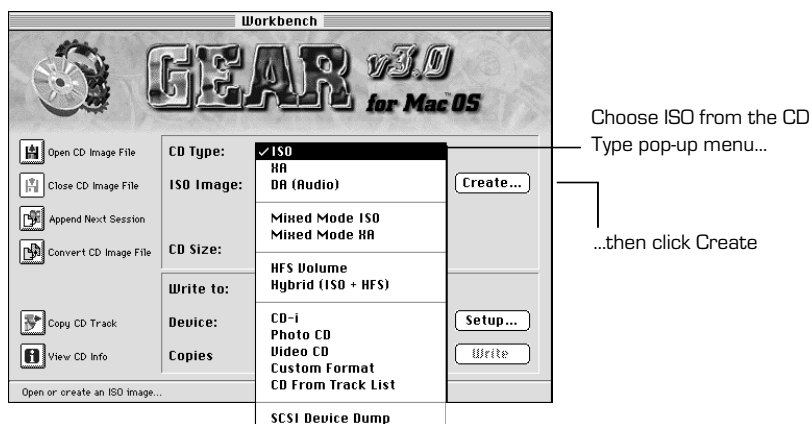 Workbench
GEAR v3.0
for Mac™OS
Open CD Image File
Close CD Image File
Append Next Session
Convert CD Image File
Copy CD Track
View CD Info
CD Type:
ISO Image:
CD Size:
Write to:
Device:
Copies
✓ISO
XA
DA (Audio)
Mixed Mode ISO
Mixed Mode XA
HFS Volume
Hybrid (ISO + HFS)
CD-i
Photo CD
Video CD
Custom Format
CD From Track List
SCSI Device Dump
Create...
Setup...
Write
Open or create an ISO image...
Choose ISO from the CD
Type pop-up menu...
...then click Create